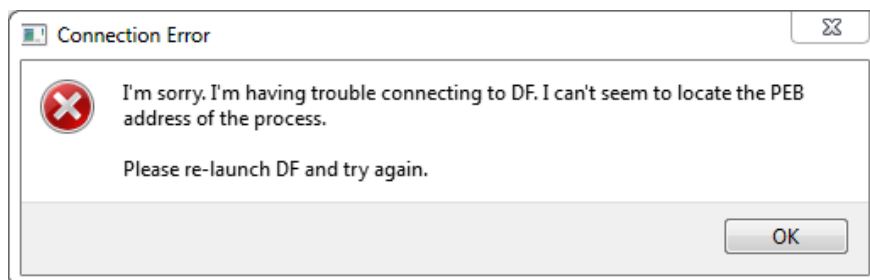 Connection Error
I'm sorry. I'm having trouble connecting to DF. I can't seem to locate the PEB
address of the process.
Please re-launch DF and try again.
OK